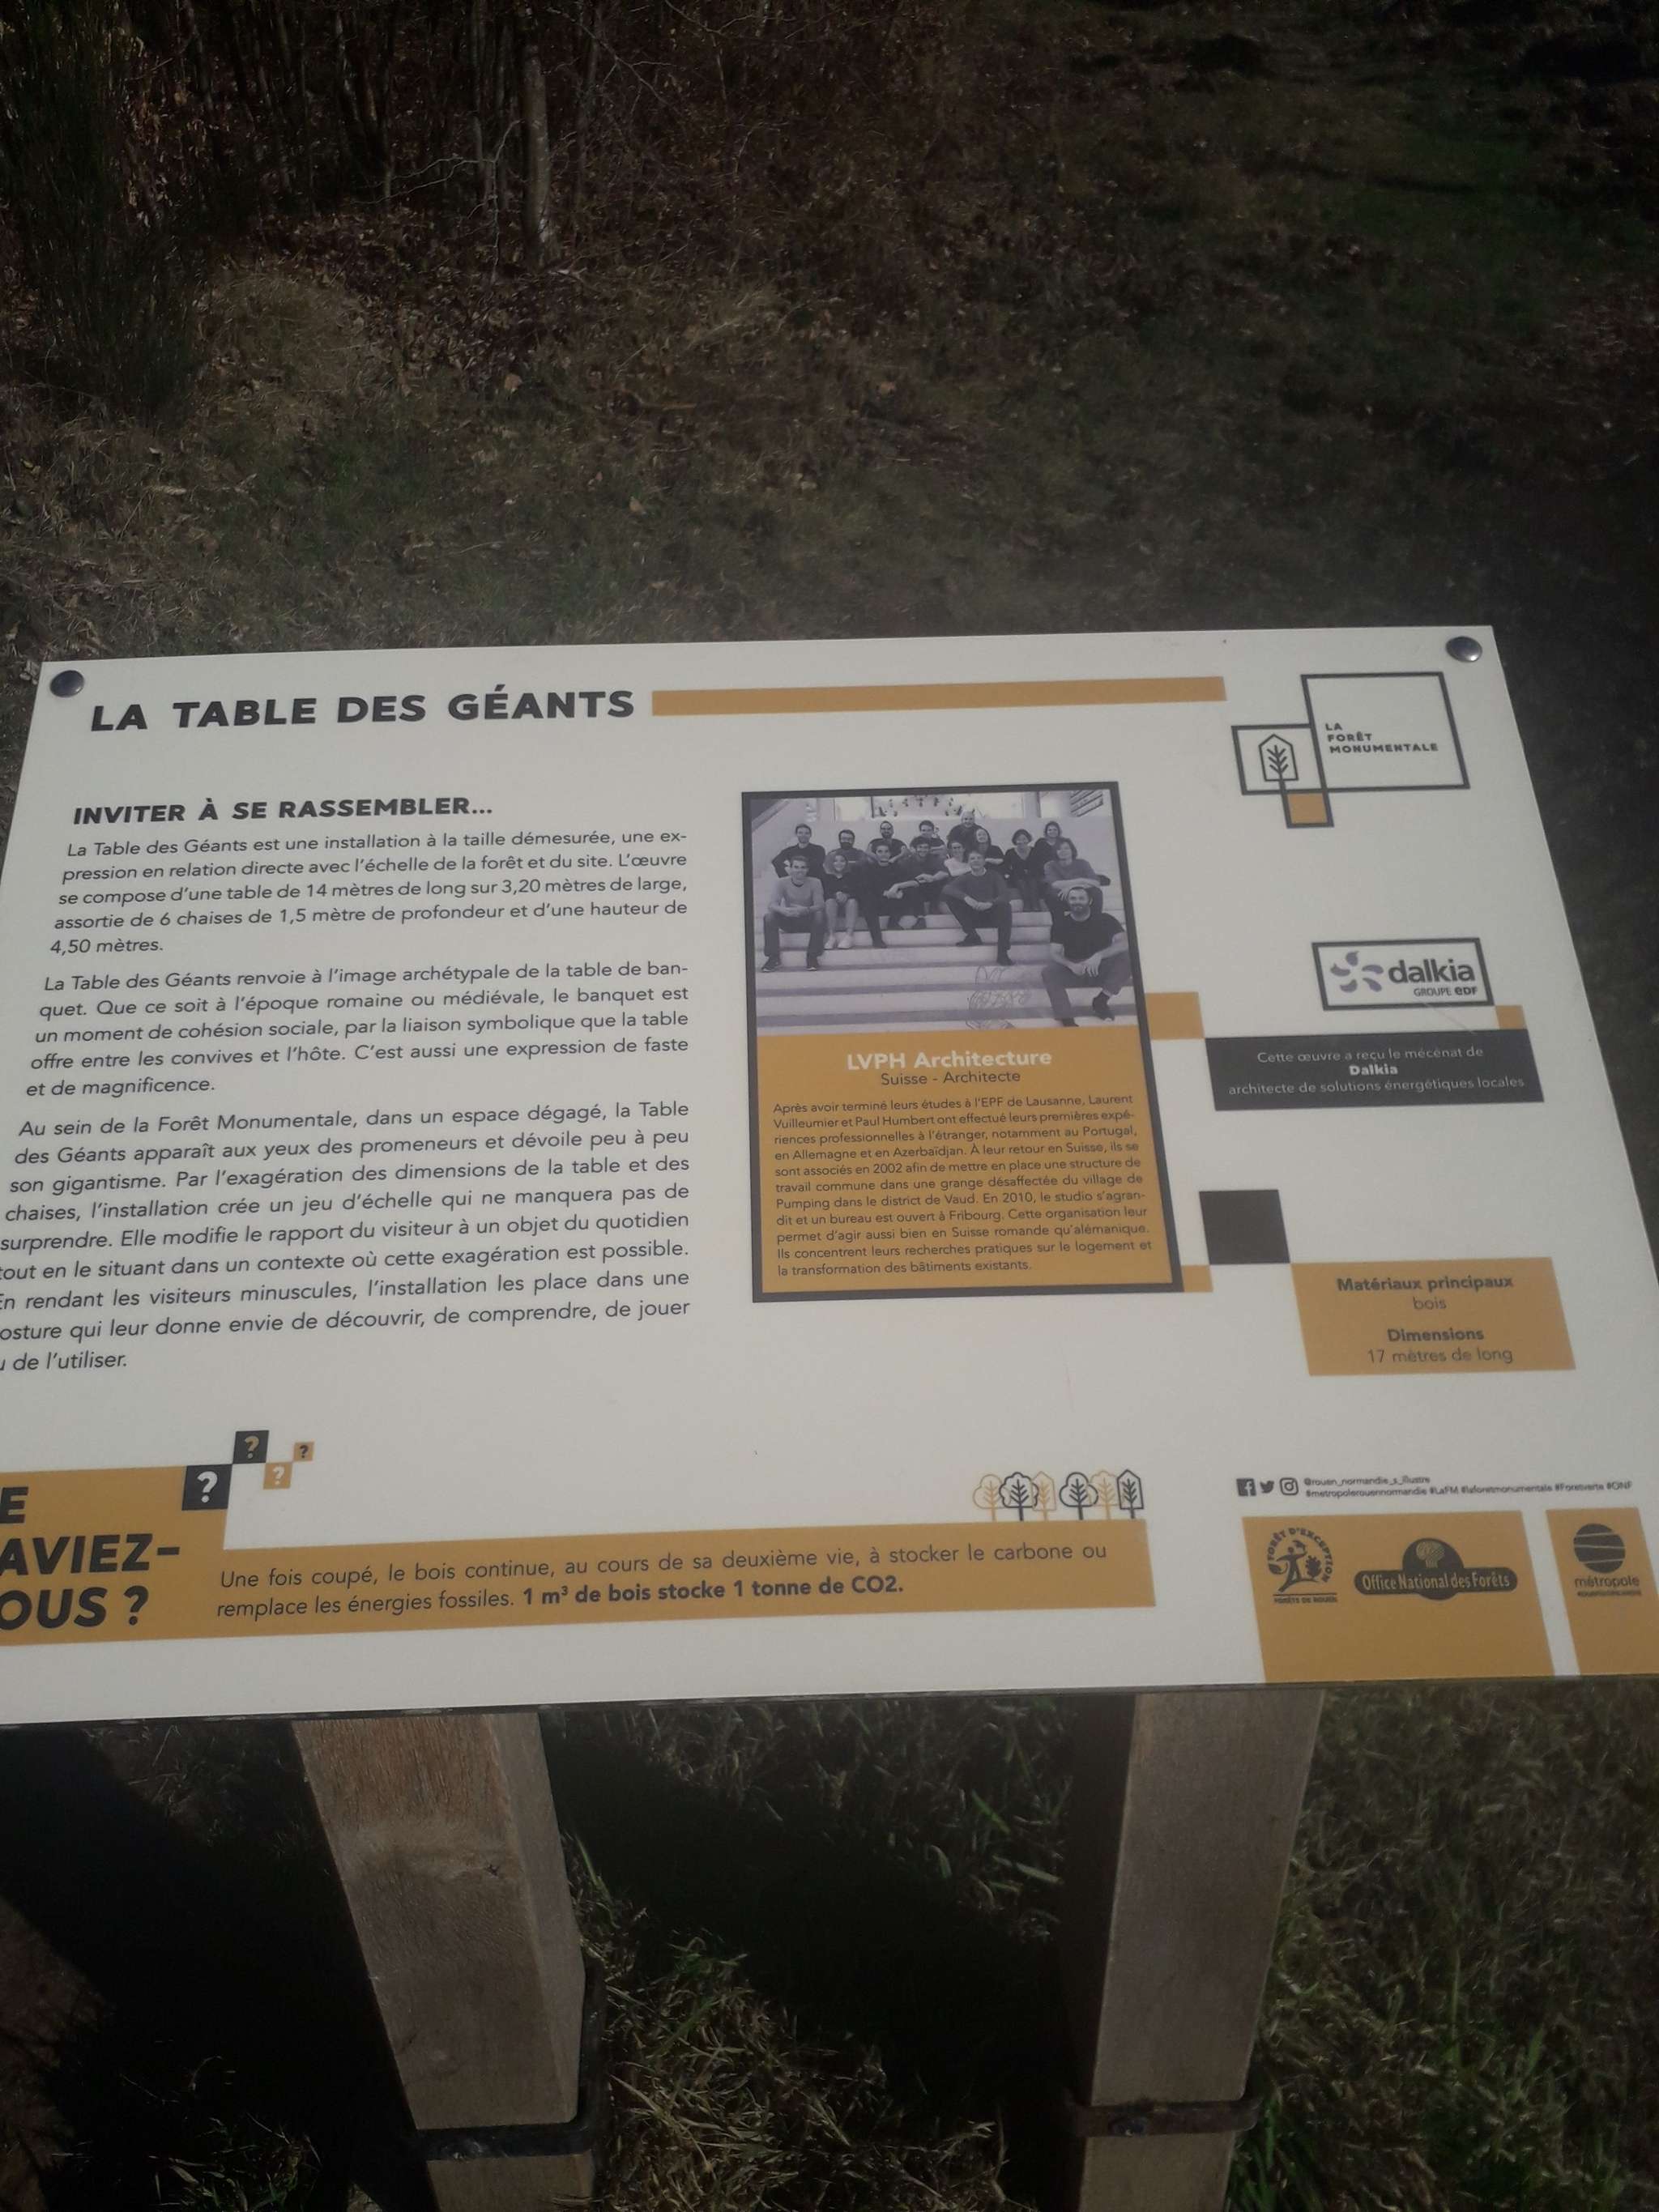 LA TABLE DES GÉANTS
INVITER À SE RASSEMBLER...
La Table des Géants est une installation à la taille démesurée, une ex-
pression en relation directe avec l'échelle de la forêt et du site. L'œuvre
se compose d'une table de 14 mètres de long sur 3,20 mètres de large,
assortie de 6 chaises de 1,5 mètre de profondeur et d'une hauteur de
4,50 mètres.
La Table des Géants renvoie à l'image archétypale de la table de ban-
quet. Que ce soit à l'époque romaine ou médiévale, le banquet est
un moment de cohésion sociale, par la liaison symbolique que la table
offre entre les convives et l'hôte. C'est aussi une expression de faste
et de magnificence.
Au sein de la Forêt Monumentale, dans un espace dégagé, la Table
des Géants apparaît aux yeux des promeneurs et dévoile peu à peu
son gigantisme. Par l'exagération des dimensions de la table et des
chaises, l'installation crée un jeu d'échelle qui ne manquera pas de
surprendre. Elle modifie le rapport du visiteur à un objet du quotidien
tout en le situant dans un contexte où cette exagération est possible.
En rendant les visiteurs minuscules, l'installation les place dans une
osture qui leur donne envie de découvrir, de comprendre, de jouer
u de l'utiliser.
LVPH Architecture
Suisse - Architecte
Après avoir terminé leurs études à l'EPF de Lausanne, Laurent
Vuilleumier et Paul Humbert ont effectué leurs premières expé-
riences professionnelles à l'étranger, notamment au Portugal,
en Allemagne et en Azerbaïdjan. À leur retour en Suisse, ils se
sont associés en 2002 afin de mettre en place une structure de
travail commune dans une grange désaffectée du village de
Pumping dans le district de Vaud. En 2010, le studio s'agran-
dit et un bureau est ouvert à Fribourg. Cette organisation leur
permet d'agir aussi bien en Suisse romande qu'alémanique.
Ils concentrent leurs recherches pratiques sur le logement et
la transformation des bâtiments existants.
LA
FORÊT
MONUMENTALE
dalkia
GROUPE EDF
Cette œuvre a reçu le mécénat de
Dalkia
architecte de solutions énergétiques locales
Matériaux principaux
bois
Dimensions
17 mètres de long
? ? ? ?
E
AVIEZ-
OUS ?
Une fois coupé, le bois continue, au cours de sa deuxième vie, à stocker le carbone ou
remplace les énergies fossiles. 1 m³ de bois stocke 1 tonne de CO2.
@rouen_normandie_s_illustre
#metropolerouennormandie #LaFM #laforetmonumentale #Foretverte #ONF
FORÊT D'EXCEPTION
FORÊTS DE ROUEN
Office National des Forêts
métropole